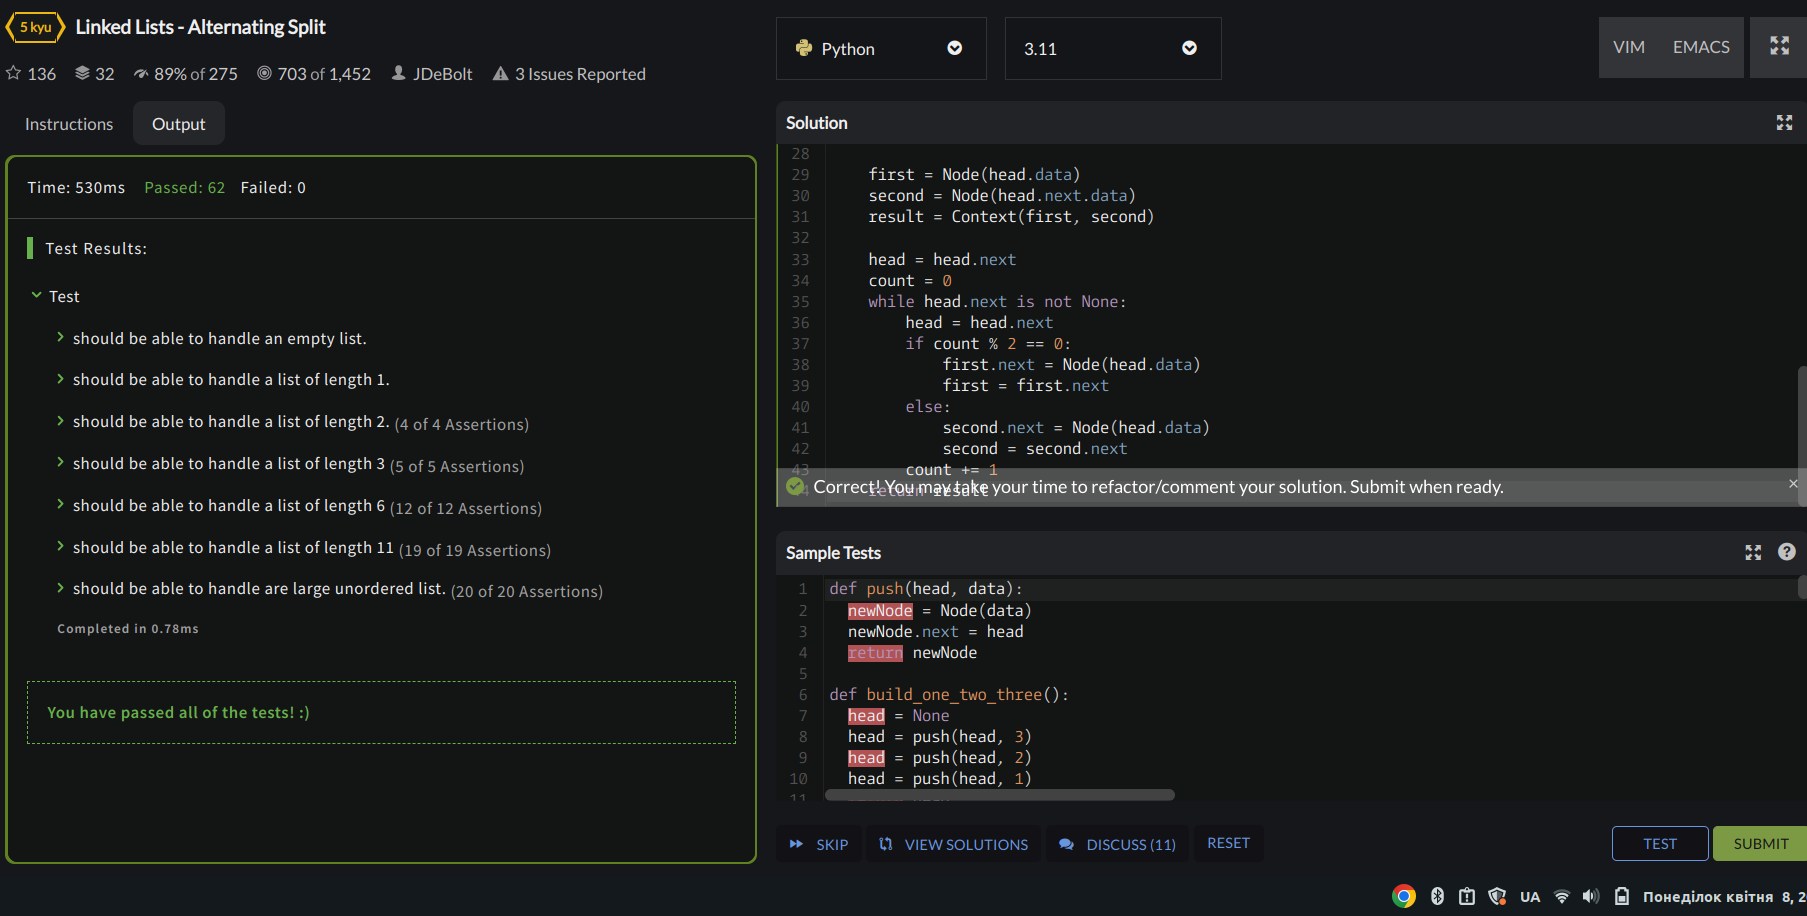 5 kyu Linked Lists - Alternating Split
136 32 89% of 275 703 of 1,452 JDeBolt 3 Issues Reported
Instructions Output
Time: 530ms Passed: 62 Failed: 0
Test Results:
Test
should be able to handle an empty list.
should be able to handle a list of length 1.
should be able to handle a list of length 2. (4 of 4 Assertions)
should be able to handle a list of length 3 (5 of 5 Assertions)
should be able to handle a list of length 6 (12 of 12 Assertions)
should be able to handle a list of length 11 (19 of 19 Assertions)
should be able to handle are large unordered list. (20 of 20 Assertions)
Completed in 0.78ms
You have passed all of the tests! :)
Python 3.11 VIM EMACS
Solution
28
29 first = Node(head.data)
30 second = Node(head.next.data)
31 result = Context(first, second)
32
33 head = head.next
34 count = 0
35 while head.next is not None:
36 head = head.next
37 if count % 2 == 0:
38 first.next = Node(head.data)
39 first = first.next
40 else:
41 second.next = Node(head.data)
42 second = second.next
43 count += 1
44 return result
Correct! You may take your time to refactor/comment your solution. Submit when ready. ×
Sample Tests ?
1 def push(head, data):
2 newNode = Node(data)
3 newNode.next = head
4 return newNode
5
6 def build_one_two_three():
7 head = None
8 head = push(head, 3)
9 head = push(head, 2)
10 head = push(head, 1)
11
SKIP VIEW SOLUTIONS DISCUSS (11) RESET TEST SUBMIT
UA Понеділок квітня 8, 2